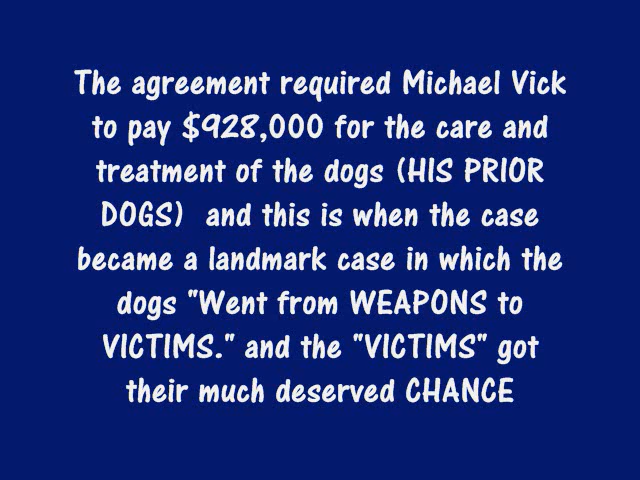 The agreement required Michael Vick
to pay $928,000 for the care and
treatment of the dogs (HIS PRIOR
DOGS)  and this is when the case
became a landmark case in which the
dogs "Went from WEAPONS to
VICTIMS." and the "VICTIMS" got
their much deserved CHANCE